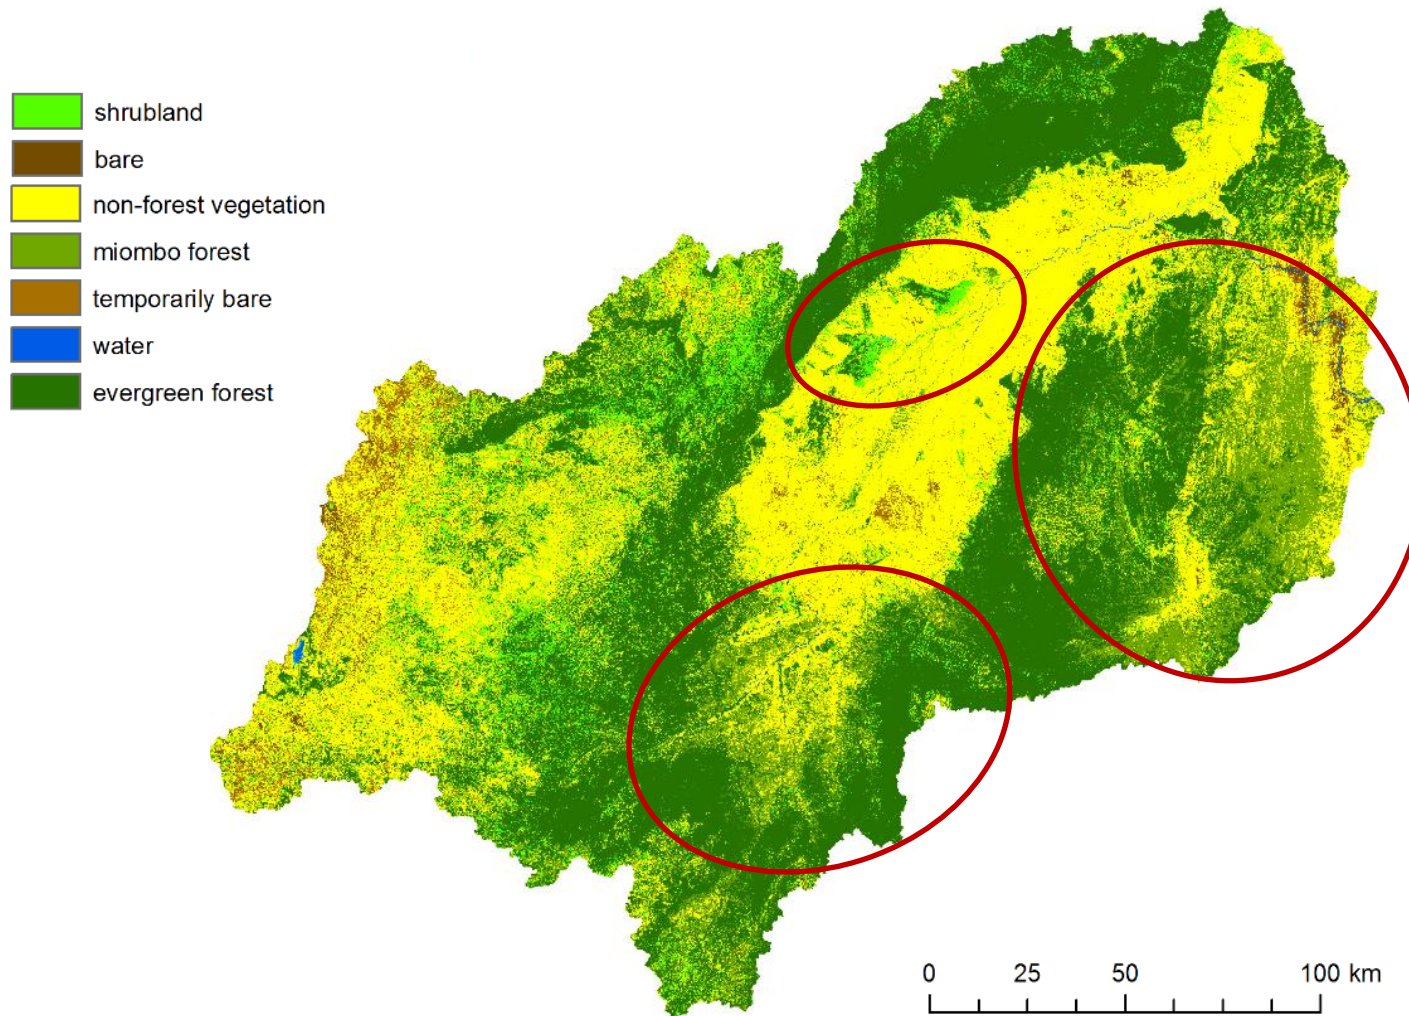 shrubland
bare
non-forest vegetation
miombo forest
temporarily bare
water
evergreen forest
0 25 50 100 km